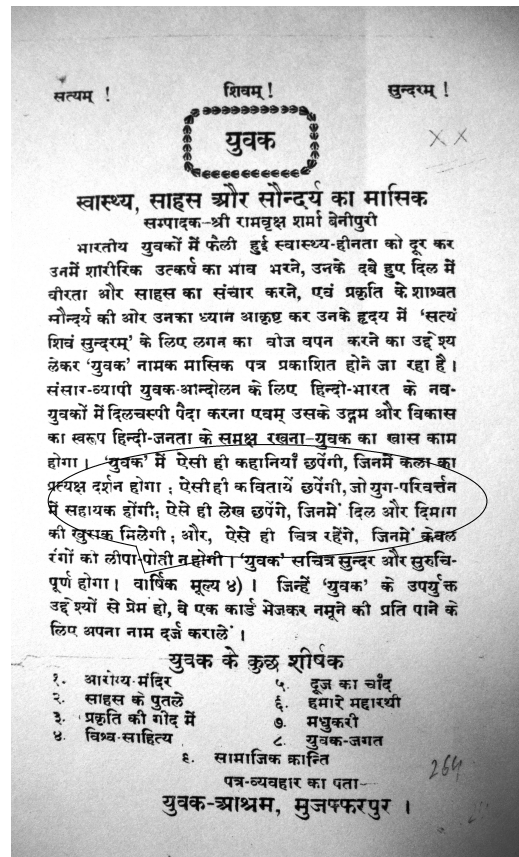 सत्यम् ! शिवम् ! सुन्दरम् !
युवक
XX
स्वास्थ्य, साहस और सौन्दर्य का मासिक
सम्पादक—श्री रामवृक्ष शर्मा बेनीपुरी
भारतीय युवकों में फैली हुई स्वास्थ्य-हीनता को दूर कर
उनमें शारीरिक उत्कर्ष का भाव भरने, उनके दबे हुए दिल में
वीरता और साहस का संचार करने, एवं प्रकृति के शाश्वत
सौन्दर्य की ओर उनका ध्यान आकृष्ट कर उनके हृदय में ‘सत्यं
शिवं सुन्दरम्’ के लिए लगन का बीज वपन करने का उद्देश्य
लेकर ‘युवक’ नामक मासिक पत्र प्रकाशित होने जा रहा है।
संसार-व्यापी युवक-आन्दोलन के लिए हिन्दी-भारत के नव-
युवकों में दिलचस्पी पैदा करना एवम् उसके उद्गम और विकास
का स्वरूप हिन्दी-जनता के समक्ष रखना—युवक का खास काम
होगा। ‘युवक’ में ऐसी ही कहानियाँ छपेंगी, जिनमें कला का
प्रत्यक्ष दर्शन होगा ; ऐसी ही कवितायें छपेंगी, जो युग-परिवर्त्तन
में सहायक होंगी; ऐसे ही लेख छपेंगे, जिनमें दिल और दिमाग
की खुसक मिलेगी ; और, ऐसे ही चित्र रहेंगे, जिनमें केवल
रंगों की लीपा-पोती न होगी। ‘युवक’ सचित्र सुन्दर और सुरुचि-
पूर्ण होगा। वार्षिक मूल्य ४) । जिन्हें ‘युवक’ के उपर्युक्त
उद्देश्यों से प्रेम हो, वे एक कार्ड भेजकर नमूने की प्रति पाने के
लिए अपना नाम दर्ज करालें ।
युवक के कुछ शीर्षक
१. आरोग्य-मंदिर ५. दूज का चाँद
२. साहस के पुतले ६. हमारे महारथी
३. प्रकृति की गोद में ७. मधुकरी
४. विश्व-साहित्य ८. युवक-जगत
९. सामाजिक क्रान्ति
पत्र-व्यवहार का पता—
264
युवक-आश्रम, मुजफ्फरपुर ।